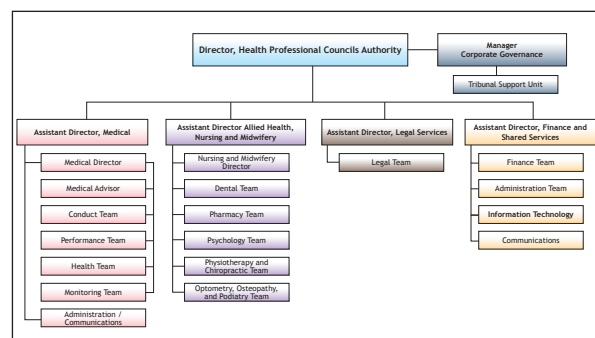 Director, Health Professional Councils Authority
Manager
Corporate Governance
Tribunal Support Unit
Assistant Director, Medical
Medical Director
Medical Advisor
Conduct Team
Performance Team
Health Team
Monitoring Team
Administration /
Communications
Assistant Director Allied Health,
Nursing and Midwifery
Nursing and Midwifery
Director
Dental Team
Pharmacy Team
Psychology Team
Physiotherapy and
Chiropractic Team
Optometry, Osteopathy,
and Podiatry Team
Assistant Director, Legal Services
Legal Team
Assistant Director, Finance and
Shared Services
Finance Team
Administration Team
Information Technology
Communications